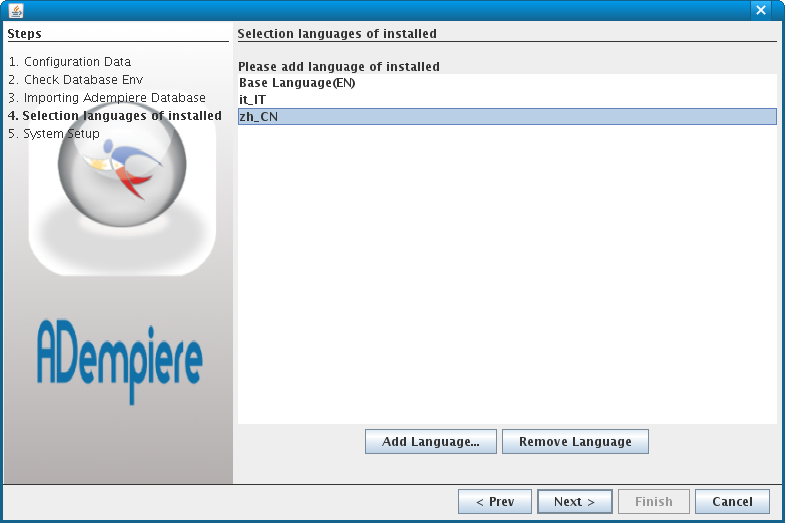 Steps
1. Configuration Data
2. Check Database Env
3. Importing Adempiere Database
4. Selection languages of installed
5. System Setup
ADempiere
Selection languages of installed
Please add language of installed
Base Language(EN)
it_IT
zh_CN
Add Language...
Remove Language
< Prev
Next >
Finish
Cancel